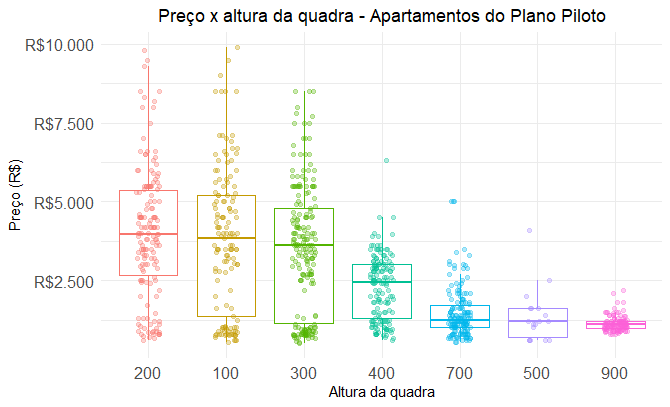 Preço x altura da quadra - Apartamentos do Plano Piloto
R$10.000
R$7.500
R$5.000
R$2.500
Preço (R$)
200 100 300 400 700 500 900
Altura da quadra